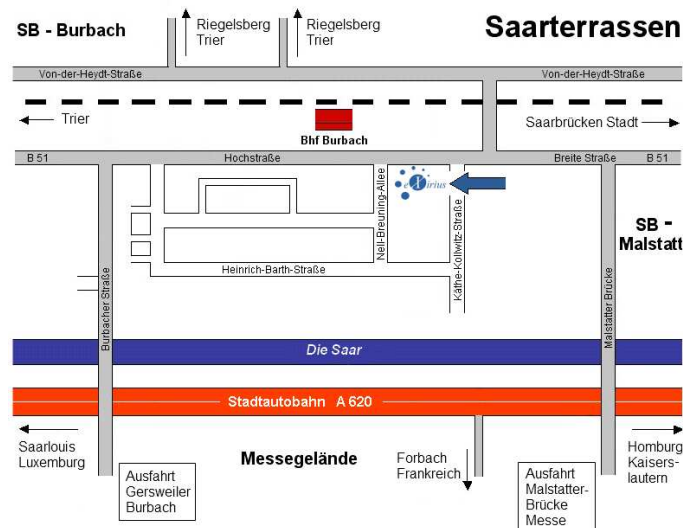 SB - Burbach
Riegelsberg
Trier
Riegelsberg
Trier
Saarterrassen
Von-der-Heydt-Straße
Von-der-Heydt-Straße
Trier
Bhf Burbach
Saarbrücken Stadt
B 51
Hochstraße
Breite Straße
B 51
eXirius
Nell-Breuning-Allee
Käthe-Kollwitz-Straße
SB -
Malstatt
Heinrich-Barth-Straße
Burbacher Straße
Malstatter Brücke
Die Saar
Stadtautobahn A 620
Saarlouis
Luxemburg
Messegelände
Forbach
Frankreich
Homburg
Kaisers-
lautern
Ausfahrt
Gersweiler
Burbach
Ausfahrt
Malstatter-
Brücke
Messe